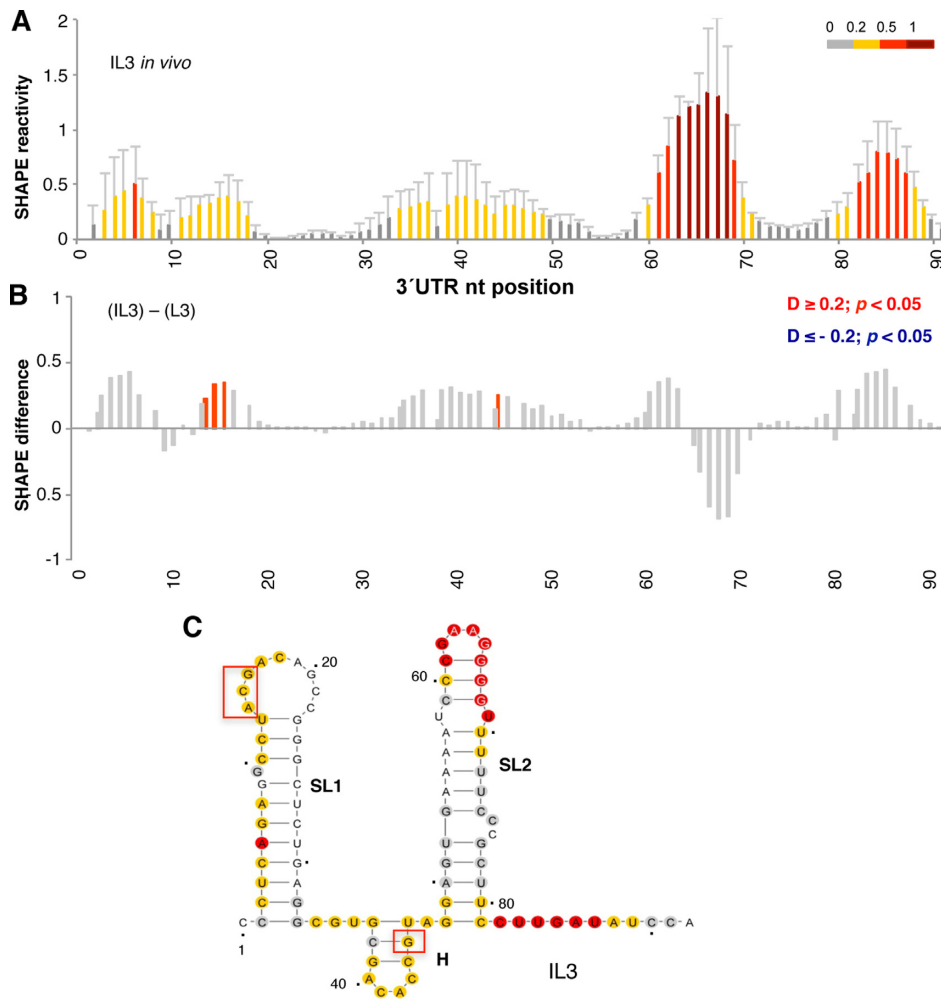 A
IL3 in vivo
0 0.2 0.5 1
SHAPE reactivity
2
1.5
1
0.5
0
0 10 20 30 40 50 60 70 80 90
3´UTR nt position
B
(IL3) – (L3)
D ≥ 0.2; p < 0.05
D ≤ - 0.2; p < 0.05
SHAPE difference
1
0.5
0
0.5
-1
0 10 20 30 40 50 60 70 80 90
C
CCCUCAGAGGCCUACGACAGCCGGGCUCUGAGGCGUG
CGACACCG
UAGGAGUGAAAAUCCCGAAGGGGUUUUUCCCGCUUCCUUGAUAUCCA
1
20
40
60
80
SL1
SL2
H
IL3